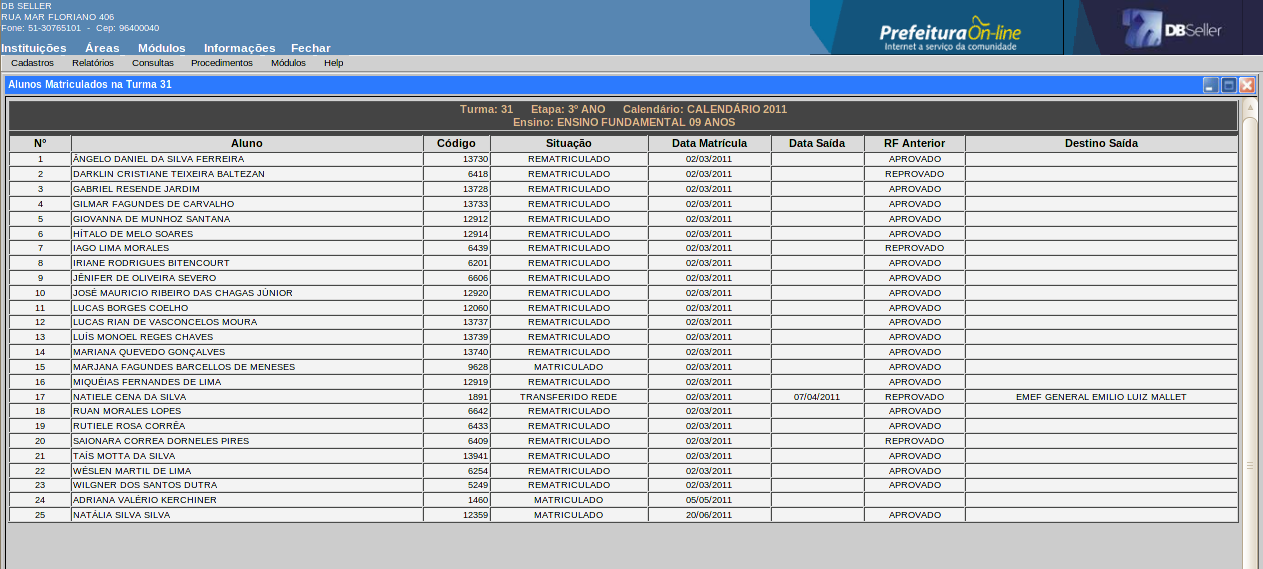 DB SELLER
RUA MAR FLORIANO 406
Fone: 51-30765101 - Cep: 96400040
Prefeitura On-line
Internet a serviço da comunidade
DBSeller
Instituições Áreas Módulos Informações Fechar
Cadastros Relatórios Consultas Procedimentos Módulos Help
Alunos Matriculados na Turma 31
Turma: 31 Etapa: 3º ANO Calendário: CALENDÁRIO 2011
Ensino: ENSINO FUNDAMENTAL 09 ANOS
Nº Aluno Código Situação Data Matrícula Data Saída RF Anterior Destino Saída
1 ÂNGELO DANIEL DA SILVA FERREIRA 13730 REMATRICULADO 02/03/2011 APROVADO
2 DARKLIN CRISTIANE TEIXEIRA BALTEZAN 6418 REMATRICULADO 02/03/2011 REPROVADO
3 GABRIEL RESENDE JARDIM 13728 REMATRICULADO 02/03/2011 APROVADO
4 GILMAR FAGUNDES DE CARVALHO 13733 REMATRICULADO 02/03/2011 APROVADO
5 GIOVANNA DE MUNHOZ SANTANA 12912 REMATRICULADO 02/03/2011 APROVADO
6 HÍTALO DE MELO SOARES 12914 REMATRICULADO 02/03/2011 APROVADO
7 IAGO LIMA MORALES 6439 REMATRICULADO 02/03/2011 REPROVADO
8 IRIANE RODRIGUES BITENCOURT 6201 REMATRICULADO 02/03/2011 APROVADO
9 JÊNIFER DE OLIVEIRA SEVERO 6606 REMATRICULADO 02/03/2011 APROVADO
10 JOSÉ MAURICIO RIBEIRO DAS CHAGAS JÚNIOR 12920 REMATRICULADO 02/03/2011 APROVADO
11 LUCAS BORGES COELHO 12060 REMATRICULADO 02/03/2011 APROVADO
12 LUCAS RIAN DE VASCONCELOS MOURA 13737 REMATRICULADO 02/03/2011 APROVADO
13 LUÍS MONOEL REGES CHAVES 13739 REMATRICULADO 02/03/2011 APROVADO
14 MARIANA QUEVEDO GONÇALVES 13740 REMATRICULADO 02/03/2011 APROVADO
15 MARJANA FAGUNDES BARCELLOS DE MENESES 9628 MATRICULADO 02/03/2011 APROVADO
16 MIQUÉIAS FERNANDES DE LIMA 12919 REMATRICULADO 02/03/2011 APROVADO
17 NATIELE CENA DA SILVA 1891 TRANSFERIDO REDE 02/03/2011 07/04/2011 REPROVADO EMEF GENERAL EMILIO LUIZ MALLET
18 RUAN MORALES LOPES 6642 REMATRICULADO 02/03/2011 APROVADO
19 RUTIELE ROSA CORRÊA 6433 REMATRICULADO 02/03/2011 APROVADO
20 SAIONARA CORREA DORNELES PIRES 6409 REMATRICULADO 02/03/2011 REPROVADO
21 TAÍS MOTTA DA SILVA 13941 REMATRICULADO 02/03/2011 APROVADO
22 WÉSLEN MARTIL DE LIMA 6254 REMATRICULADO 02/03/2011 APROVADO
23 WILGNER DOS SANTOS DUTRA 5249 REMATRICULADO 02/03/2011 APROVADO
24 ADRIANA VALÉRIO KERCHINER 1460 MATRICULADO 05/05/2011
25 NATÁLIA SILVA SILVA 12359 MATRICULADO 20/06/2011 APROVADO